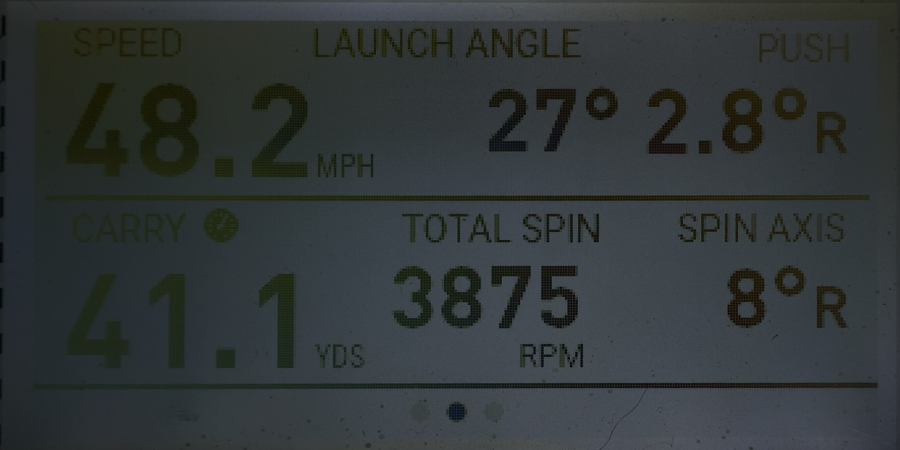 SPEED LAUNCH ANGLE PUSH
48.2 MPH 27° 2.8° R
CARRY TOTAL SPIN SPIN AXIS
41.1 YDS 3875 RPM 8° R